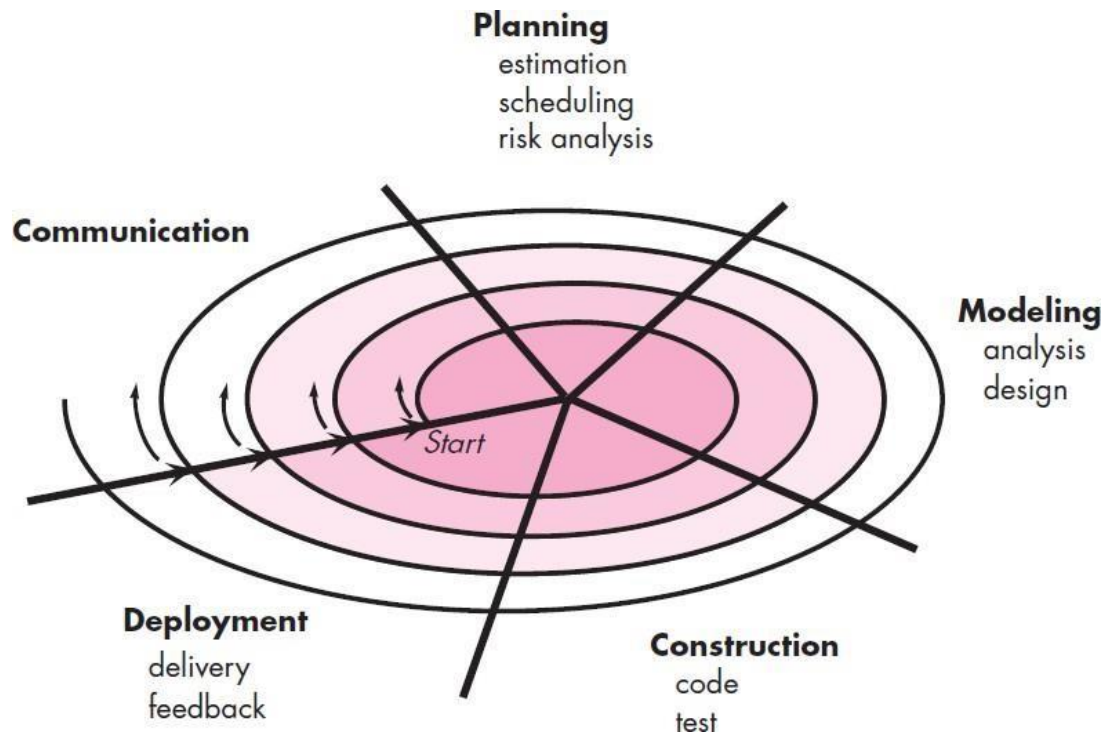 Planning
estimation
scheduling
risk analysis
Communication
Modeling
analysis
design
Start
Deployment
delivery
feedback
Construction
code
test